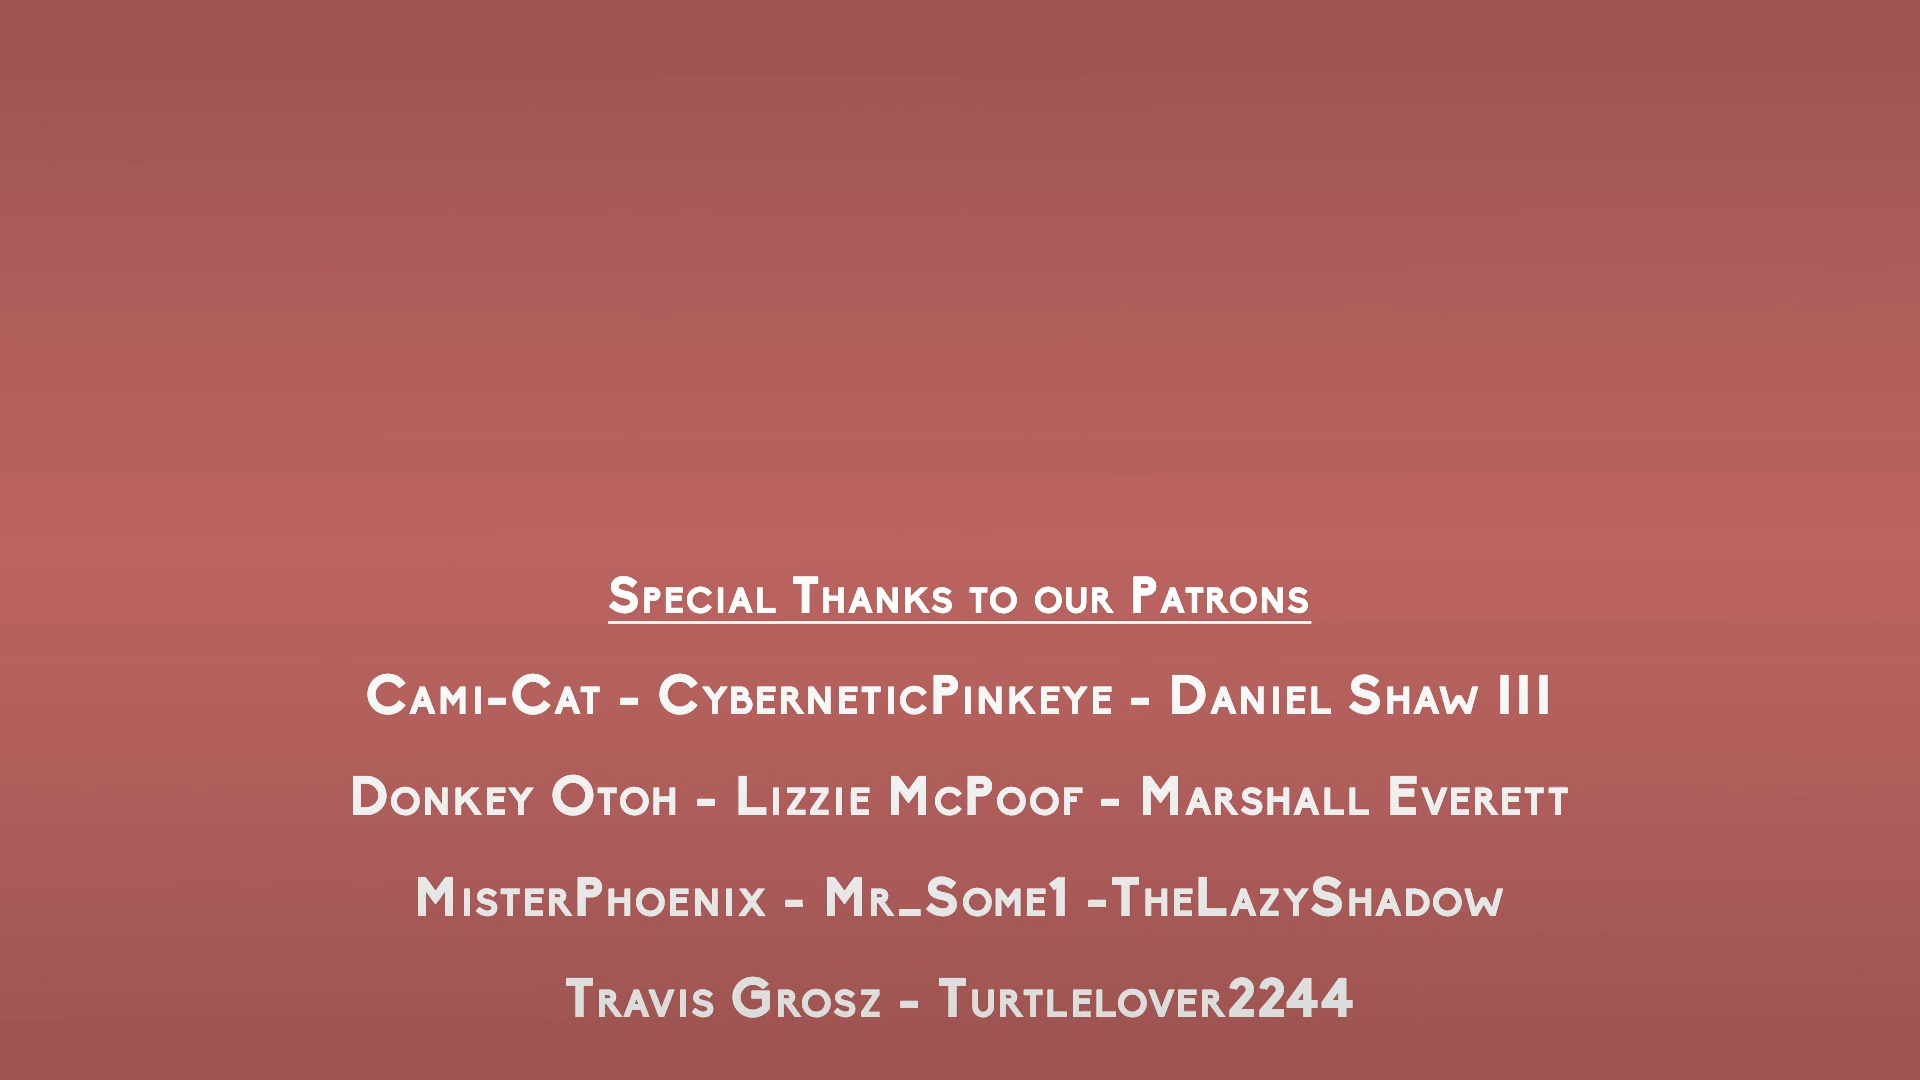 Special Thanks to our Patrons
Cami-Cat - CyberneticPinkeye - Daniel Shaw III
Donkey Otoh - Lizzie McPoof - Marshall Everett
MisterPhoenix - Mr_Some1 -TheLazyShadow
Travis Grosz - Turtlelover2244